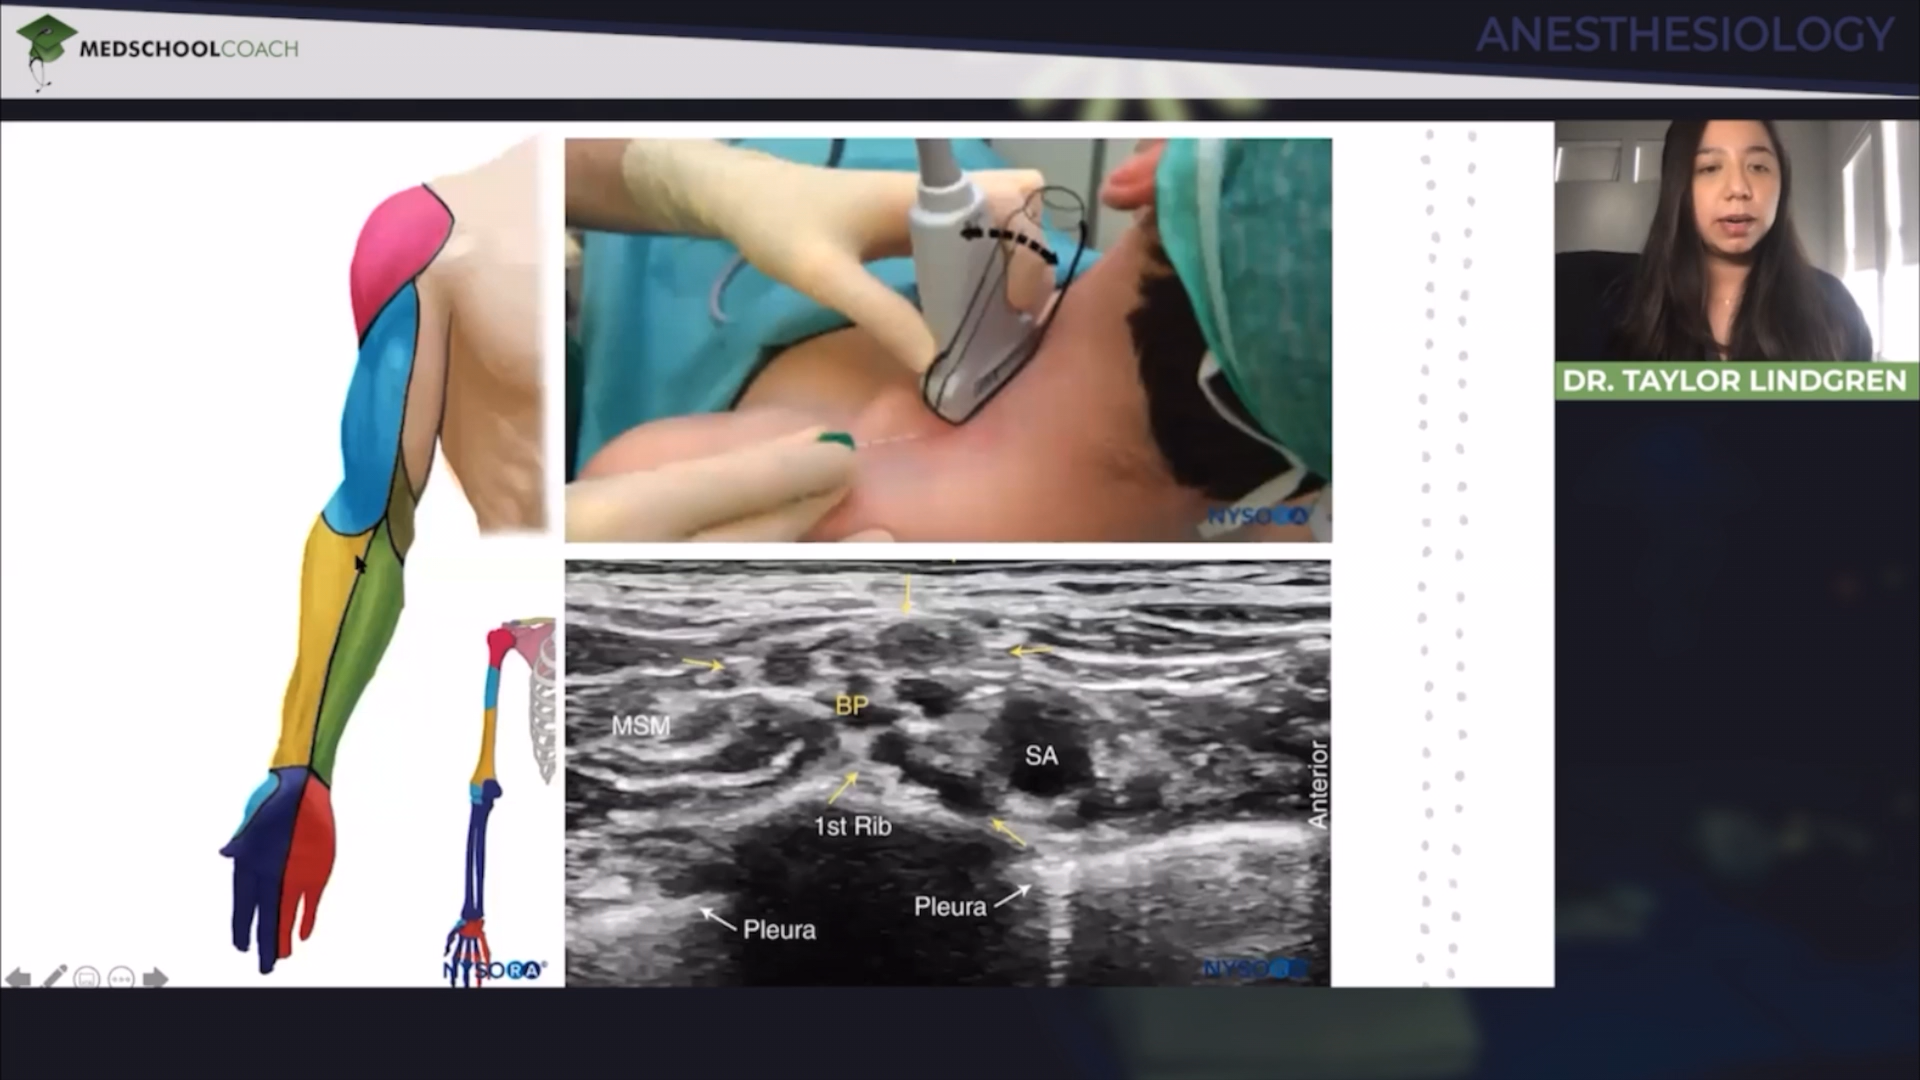 MEDSCHOOLCOACH
ANESTHESIOLOGY
DR. TAYLOR LINDGREN
NYSORA
BP
MSM
SA
Anterior
1st Rib
Pleura
Pleura
NYSORA
NYSORA